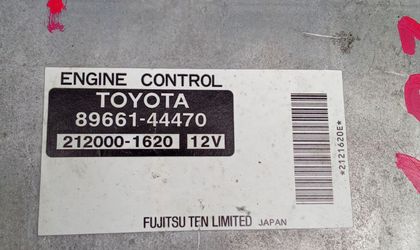 ENGINE CONTROL
TOYOTA
89661-44470
212000-1620 12V
*2121620E*
FUJITSU TEN LIMITED JAPAN